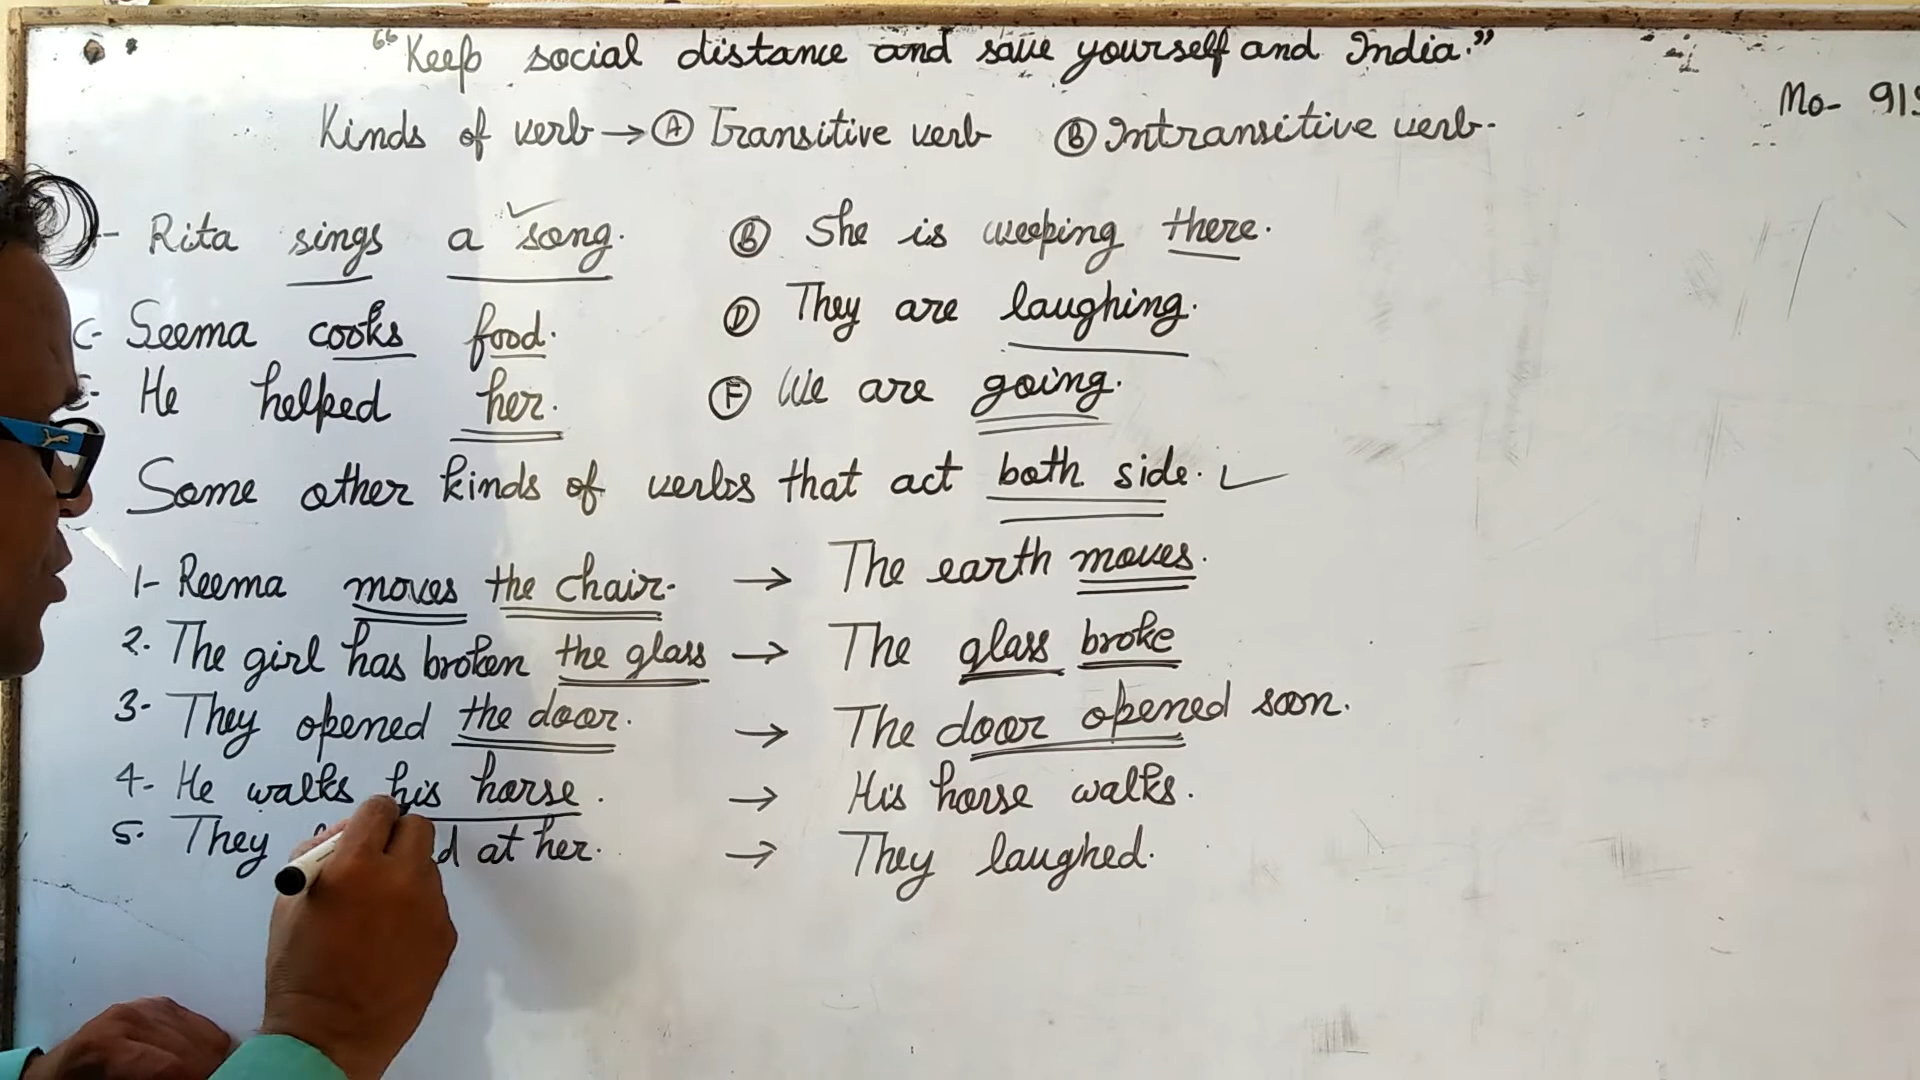 "Keep social distance and save yourself and India."
Mo- 919
Kinds of verb → Ⓐ Transitive verb Ⓑ Intransitive verb.
Rita sings a song. Ⓑ She is weeping there.
C- Seema cooks food. Ⓓ They are laughing.
E- He helped her. Ⓕ We are going.
Some other kinds of verbs that act both side.
1- Reema moves the chair. → The earth moves.
2. The girl has broken the glass → The glass broke
3- They opened the door. → The door opened soon.
4- He walks his horse. → His horse walks.
5. They at her. → They laughed.